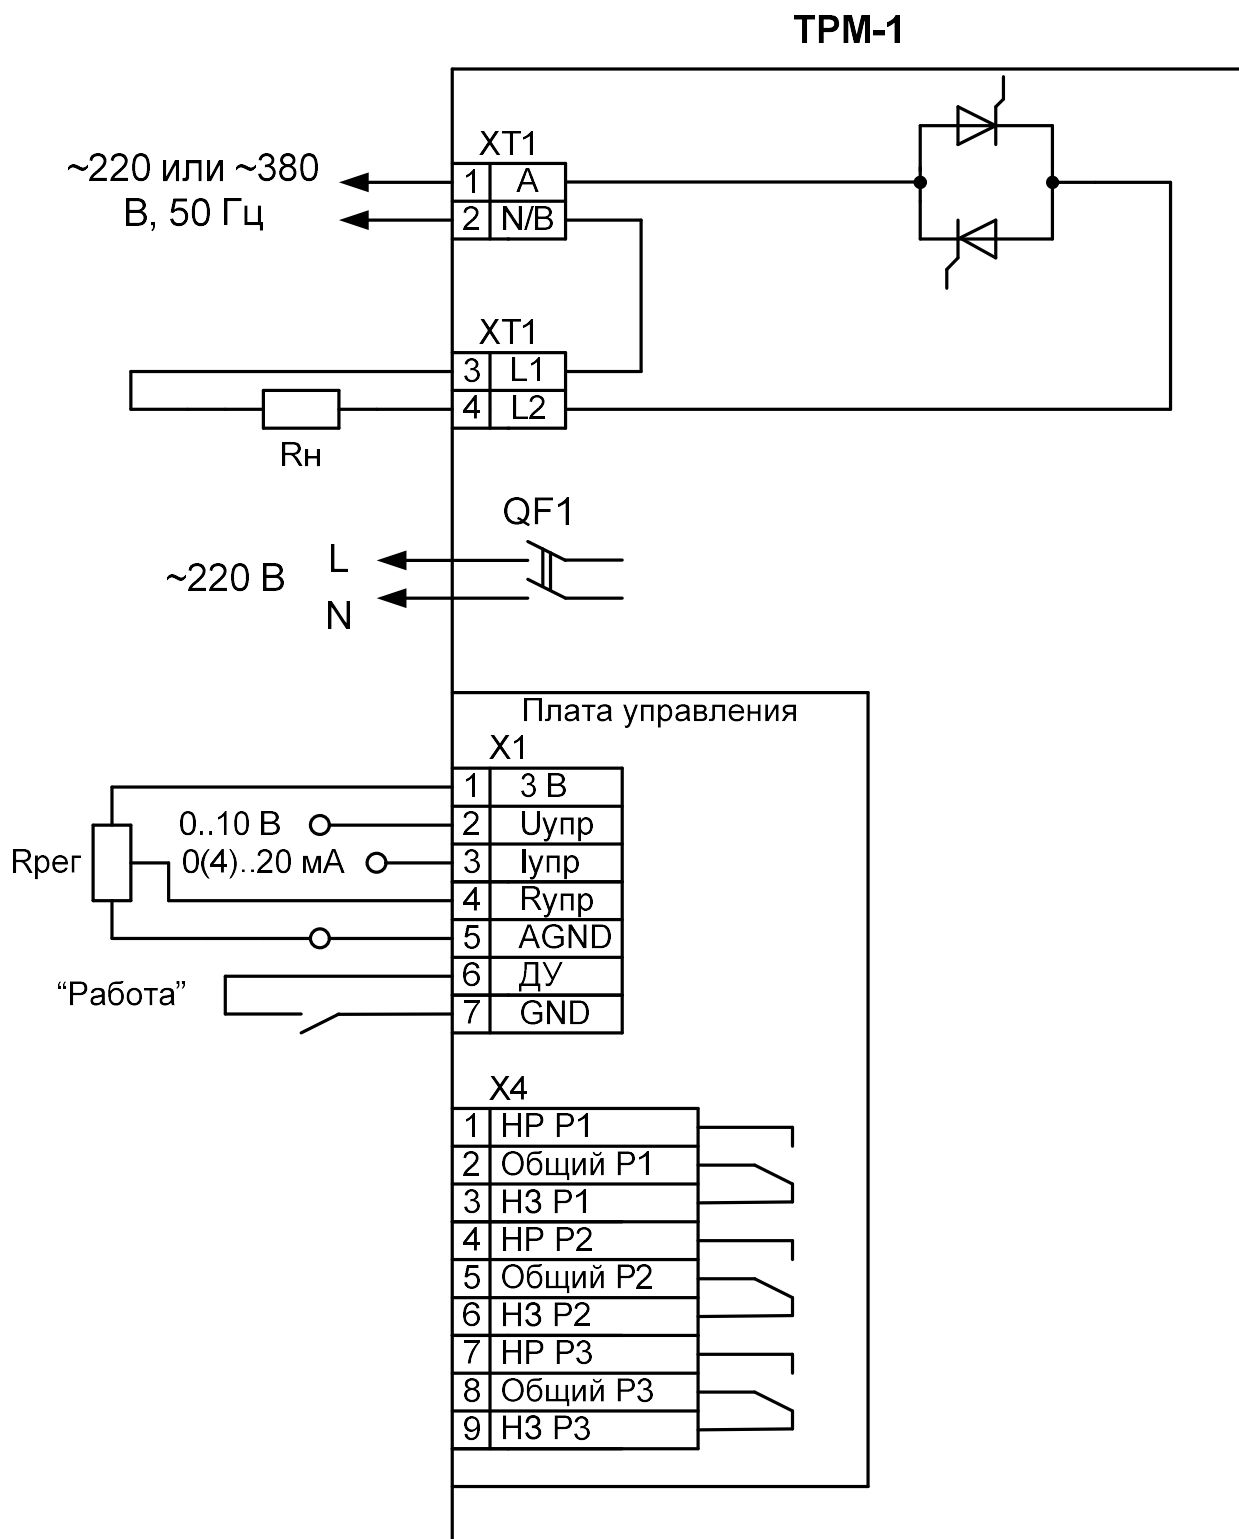 ТРМ-1
XT1
~220 или ~380
В, 50 Гц
1 A
2 N/B
XT1
3 L1
4 L2
Rн
QF1
L
~220 В
N
Плата управления
X1
1 3 В
0..10 В 2 Uупр
Rрег 0(4)..20 мА 3 Iупр
4 Rупр
5 AGND
“Работа” 6 ДУ
7 GND
X4
1 НР Р1
2 Общий Р1
3 НЗ Р1
4 НР Р2
5 Общий Р2
6 НЗ Р2
7 НР Р3
8 Общий Р3
9 НЗ Р3